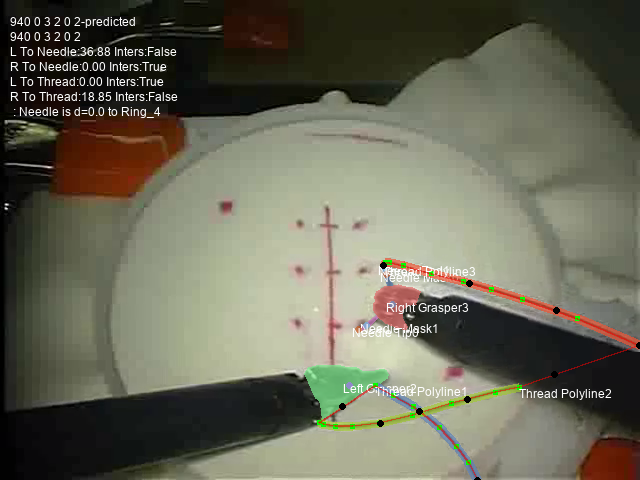 940 0 3 2 0 2-predicted
940 0 3 2 0 2
L To Needle:36.88 Inters:False
R To Needle:0.00 Inters:True
L To Thread:0.00 Inters:True
R To Thread:18.85 Inters:False
: Needle is d=0.0 to Ring_4
Thread Polyline3
Right Grasper3
Needle Mask1
Needle Tip0
Left Grasper2
Thread Polyline1
Thread Polyline2